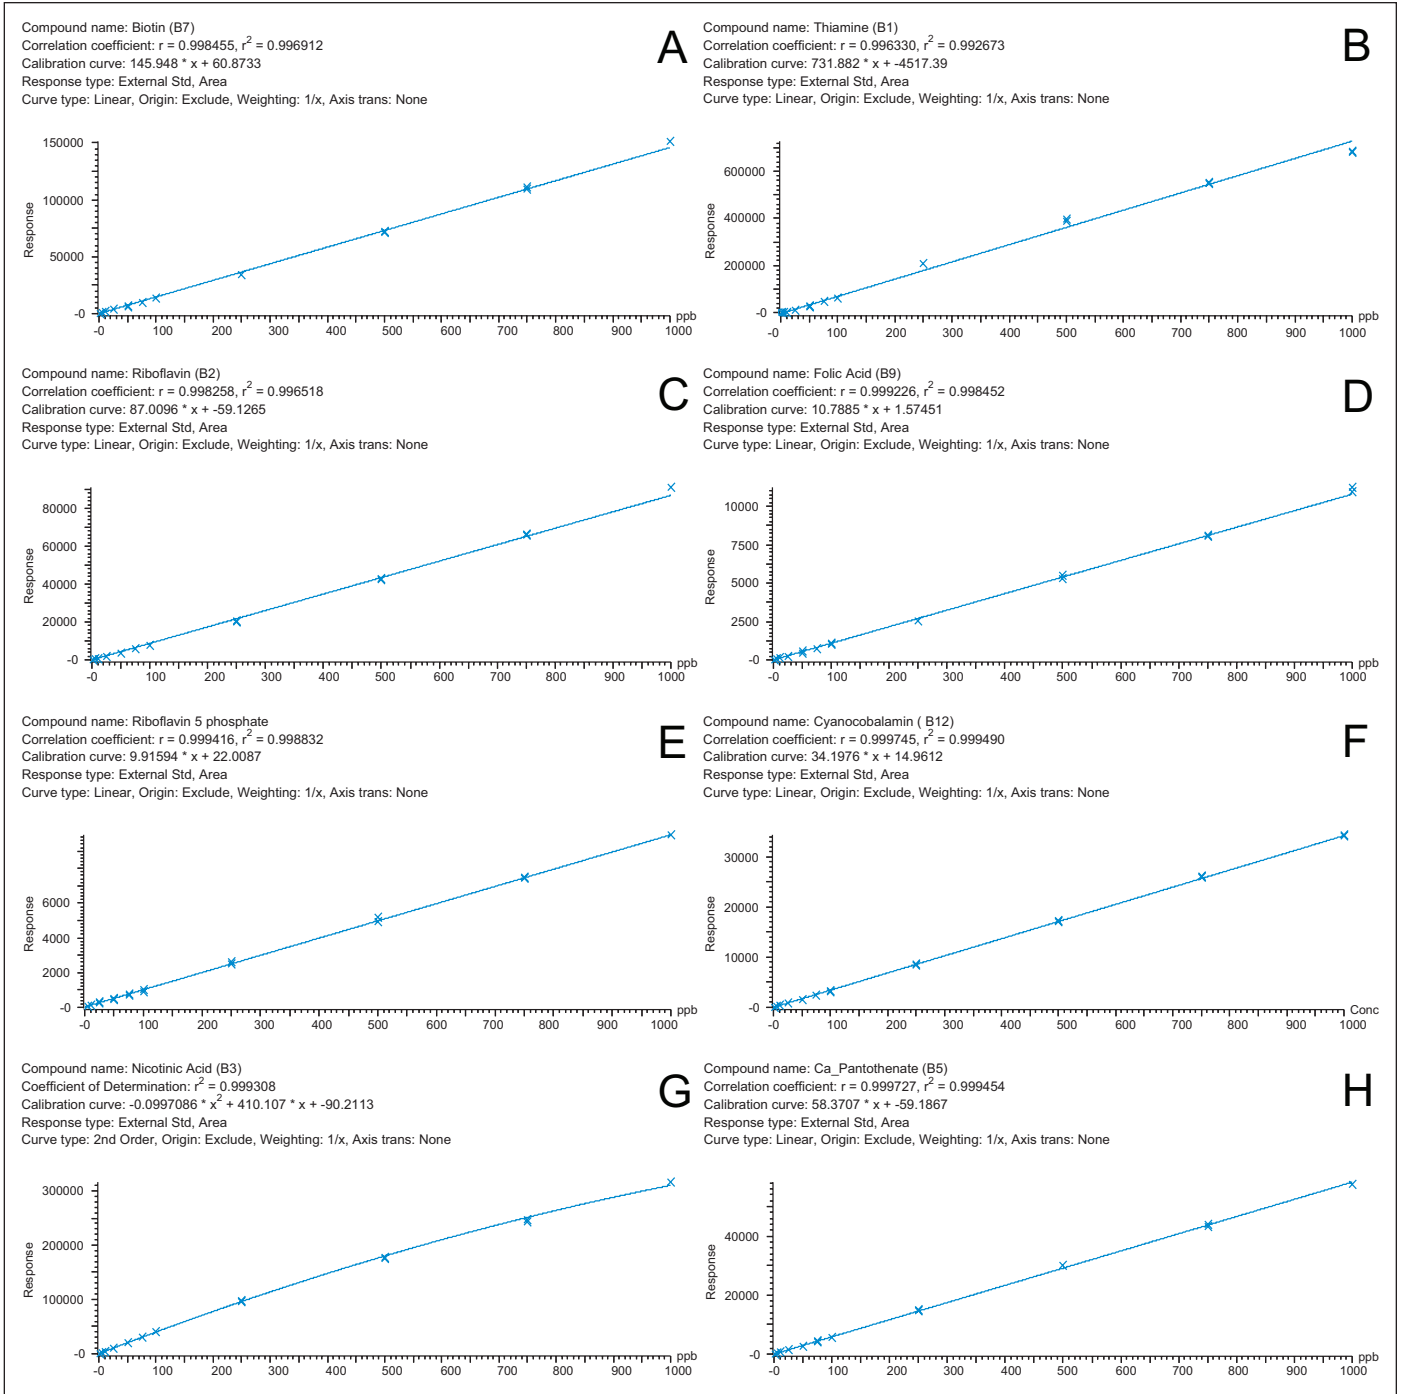 Compound name: Biotin (B7)
Correlation coefficient: r = 0.998455, r² = 0.996912
Calibration curve: 145.948 * x + 60.8733
Response type: External Std, Area
Curve type: Linear, Origin: Exclude, Weighting: 1/x, Axis trans: None
A
150000
100000
50000
-0
Response
-0 100 200 300 400 500 600 700 800 900 1000
ppb
Compound name: Thiamine (B1)
Correlation coefficient: r = 0.996330, r² = 0.992673
Calibration curve: 731.882 * x + -4517.39
Response type: External Std, Area
Curve type: Linear, Origin: Exclude, Weighting: 1/x, Axis trans: None
B
600000
400000
200000
-0
Response
-0 100 200 300 400 500 600 700 800 900 1000
ppb
Compound name: Riboflavin (B2)
Correlation coefficient: r = 0.998258, r² = 0.996518
Calibration curve: 87.0096 * x + -59.1265
Response type: External Std, Area
Curve type: Linear, Origin: Exclude, Weighting: 1/x, Axis trans: None
C
80000
60000
40000
20000
-0
Response
-0 100 200 300 400 500 600 700 800 900 1000
ppb
Compound name: Folic Acid (B9)
Correlation coefficient: r = 0.999226, r² = 0.998452
Calibration curve: 10.7885 * x + 1.57451
Response type: External Std, Area
Curve type: Linear, Origin: Exclude, Weighting: 1/x, Axis trans: None
D
10000
7500
5000
2500
-0
Response
-0 100 200 300 400 500 600 700 800 900 1000
ppb
Compound name: Riboflavin 5 phosphate
Correlation coefficient: r = 0.999416, r² = 0.998832
Calibration curve: 9.91594 * x + 22.0087
Response type: External Std, Area
Curve type: Linear, Origin: Exclude, Weighting: 1/x, Axis trans: None
E
6000
4000
2000
-0
Response
-0 100 200 300 400 500 600 700 800 900 1000
ppb
Compound name: Cyanocobalamin ( B12)
Correlation coefficient: r = 0.999745, r² = 0.999490
Calibration curve: 34.1976 * x + 14.9612
Response type: External Std, Area
Curve type: Linear, Origin: Exclude, Weighting: 1/x, Axis trans: None
F
30000
20000
10000
-0
Response
-0 100 200 300 400 500 600 700 800 900 1000
Conc
Compound name: Nicotinic Acid (B3)
Coefficient of Determination: r² = 0.999308
Calibration curve: -0.0997086 * x² + 410.107 * x + -90.2113
Response type: External Std, Area
Curve type: 2nd Order, Origin: Exclude, Weighting: 1/x, Axis trans: None
G
300000
200000
100000
-0
Response
-0 100 200 300 400 500 600 700 800 900 1000
ppb
Compound name: Ca_Pantothenate (B5)
Correlation coefficient: r = 0.999727, r² = 0.999454
Calibration curve: 58.3707 * x + -59.1867
Response type: External Std, Area
Curve type: Linear, Origin: Exclude, Weighting: 1/x, Axis trans: None
H
40000
20000
-0
Response
-0 100 200 300 400 500 600 700 800 900 1000
ppb